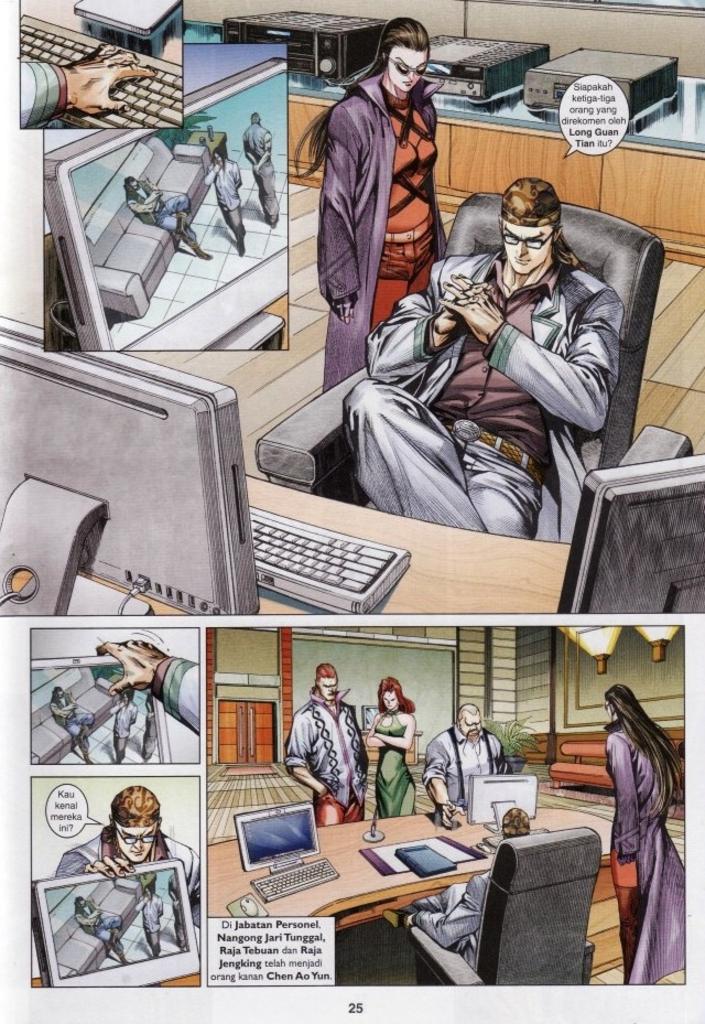 Siapakah
ketiga-tiga
orang yang
direkomen oleh
Long Guan
Tian itu?
Kau
kenal
mereka
ini?
Di Jabatan Personel,
Nangong Jari Tunggal,
Raja Tebuan dan Raja
Jengking telah menjadi
orang kanan Chen Ao Yun.
25